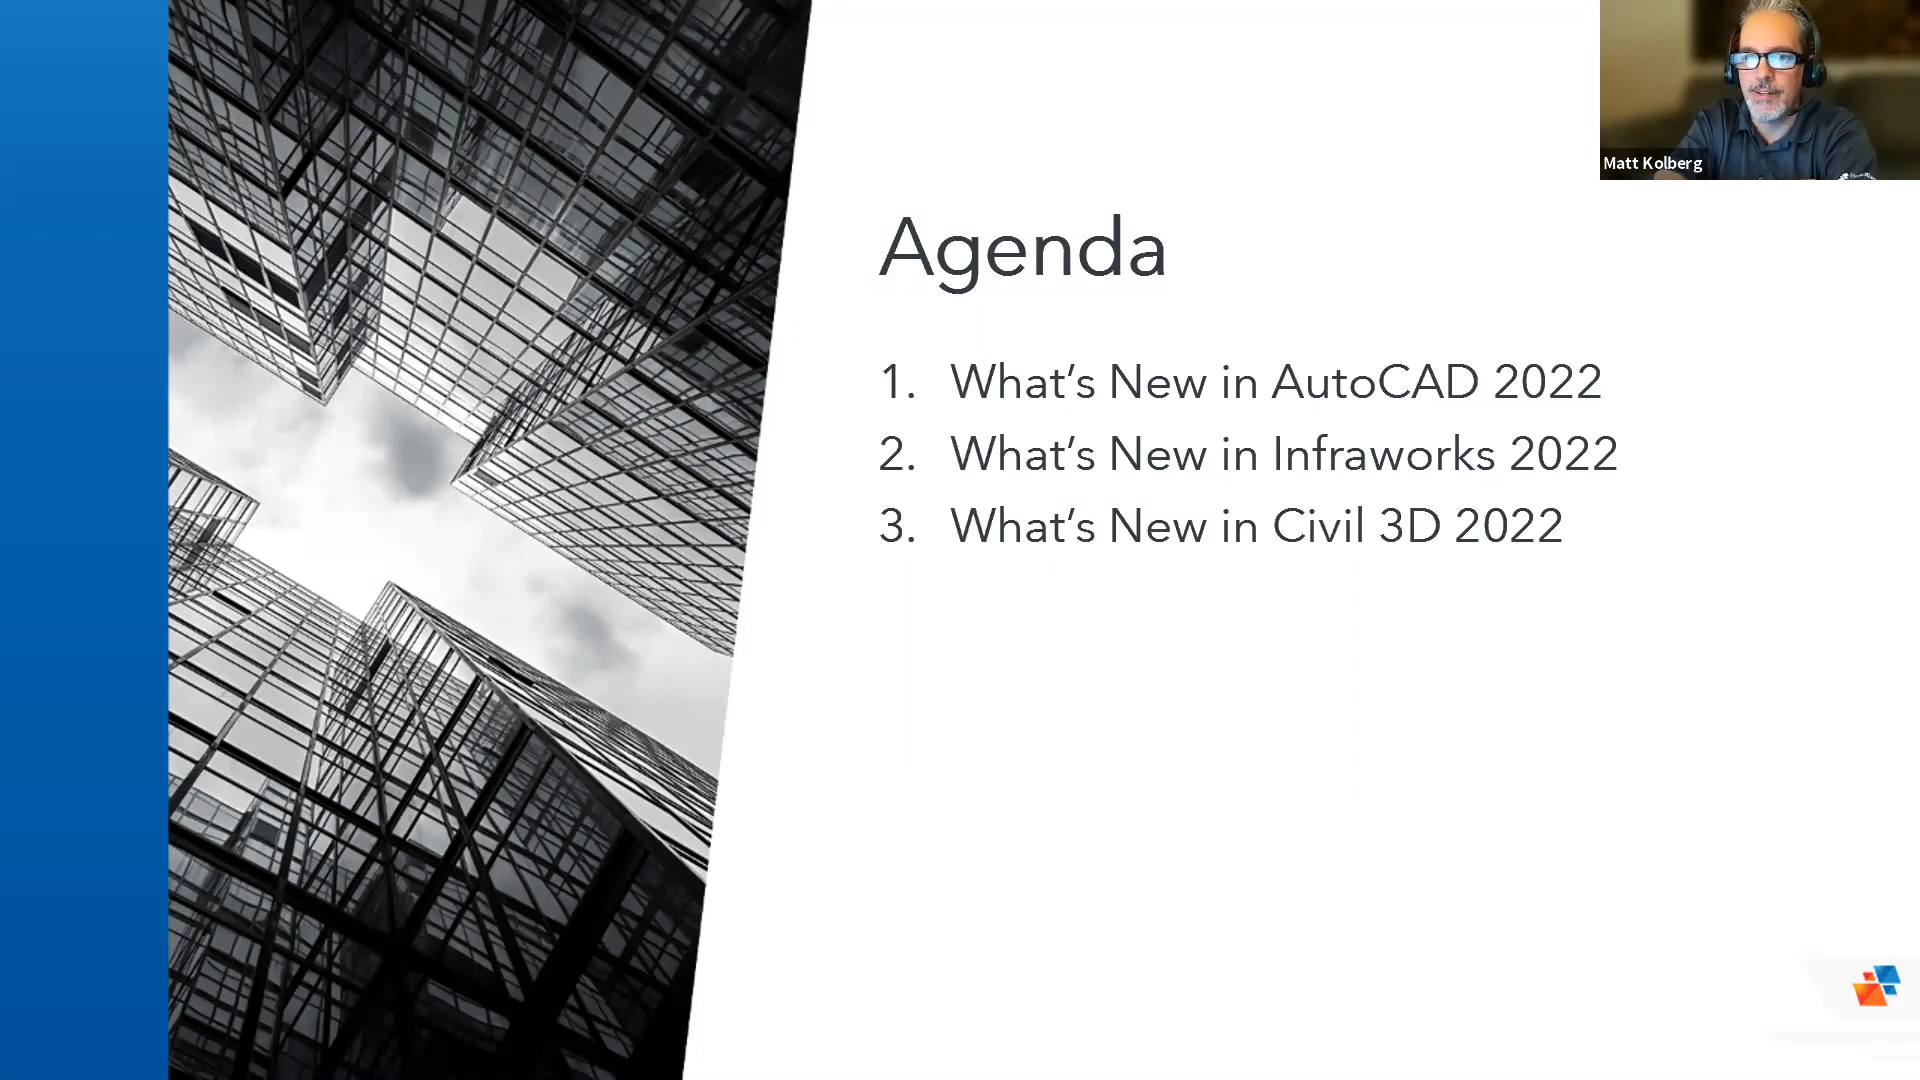 Matt Kolberg
Agenda
1. What’s New in AutoCAD 2022
2. What’s New in Infraworks 2022
3. What’s New in Civil 3D 2022